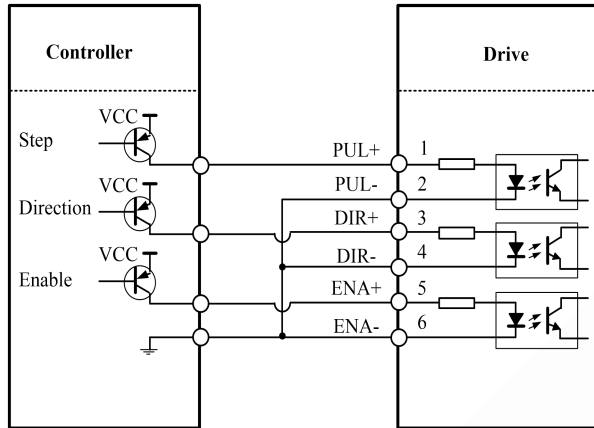 Controller
Drive
VCC
Step
PUL+ 1
PUL- 2
VCC
Direction
DIR+ 3
DIR- 4
VCC
Enable
ENA+ 5
ENA- 6